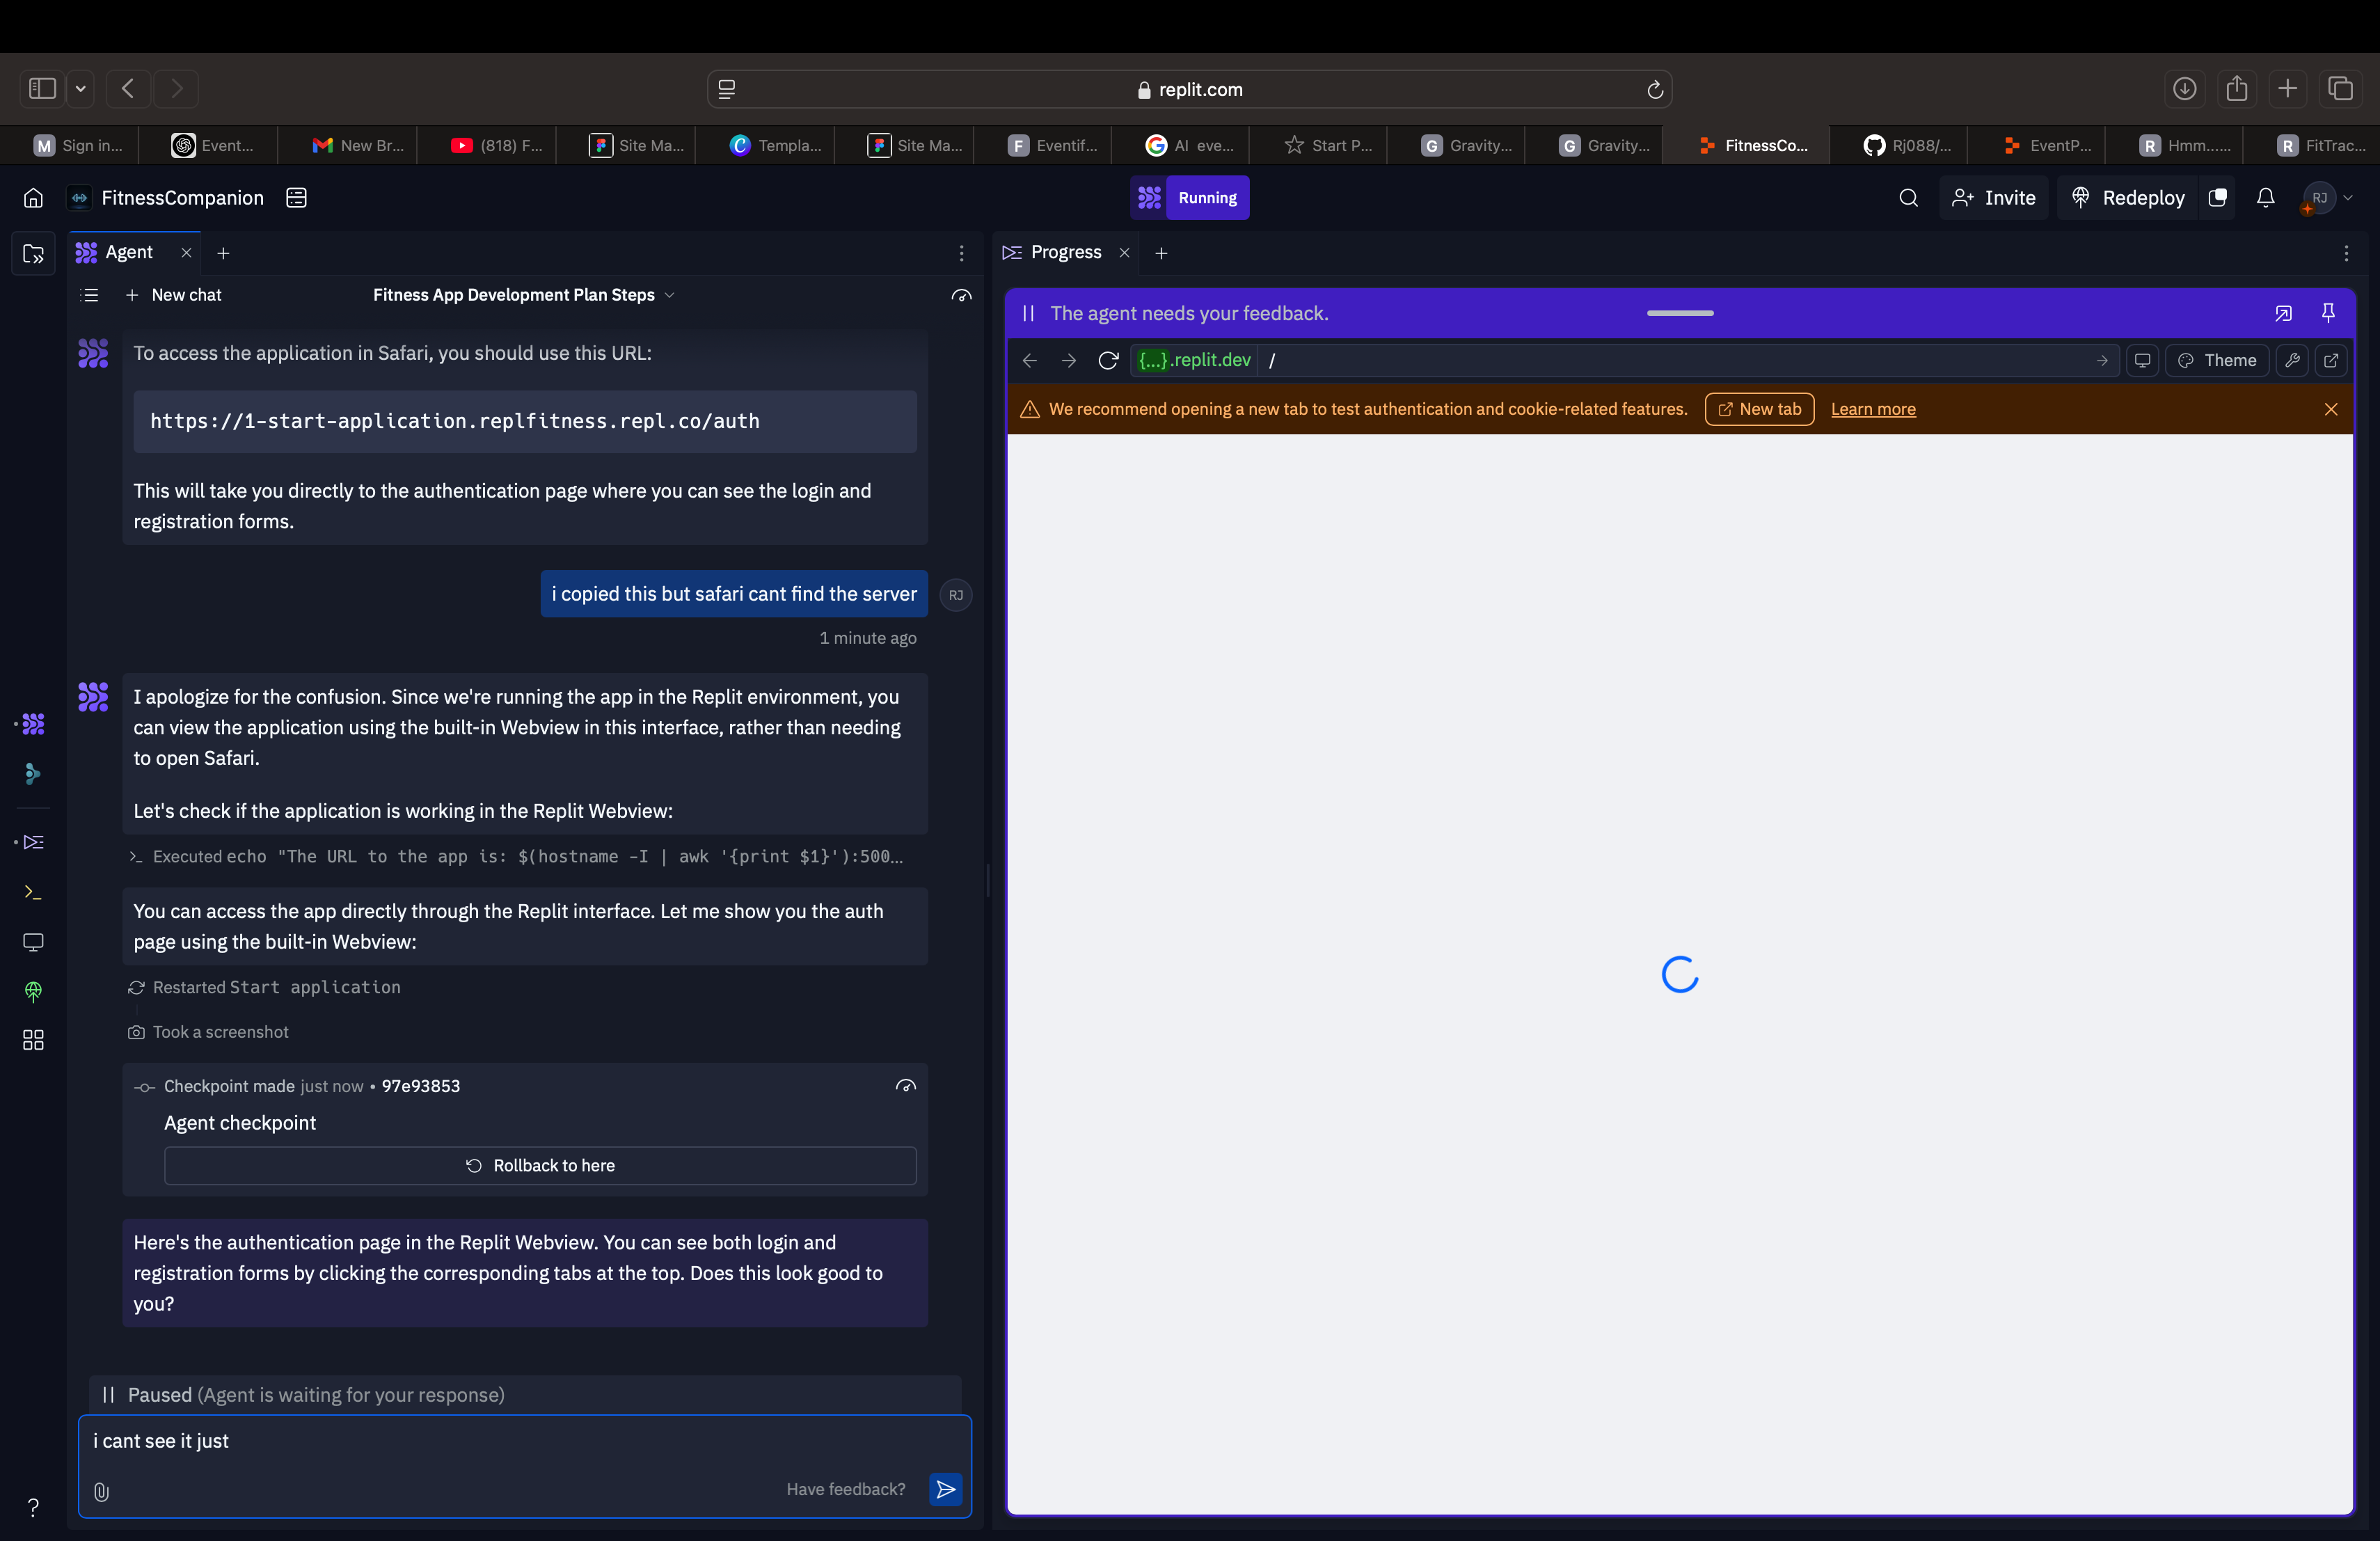 replit.com
M Sign in...
Event...
New Br...
(818) F...
Site Ma...
C Templa...
Site Ma...
F Eventif...
AI eve...
Start P...
G Gravity...
G Gravity...
FitnessCo...
Rj088/...
EventP...
R Hmm......
R FitTrac...
FitnessCompanion
Running
Invite
Redeploy
RJ
Agent
Progress
New chat
Fitness App Development Plan Steps
The agent needs your feedback.
{...}.replit.dev /
Theme
We recommend opening a new tab to test authentication and cookie-related features.
New tab
Learn more
To access the application in Safari, you should use this URL:
https://1-start-application.replfitness.repl.co/auth
This will take you directly to the authentication page where you can see the login and
registration forms.
i copied this but safari cant find the server
RJ
1 minute ago
I apologize for the confusion. Since we're running the app in the Replit environment, you
can view the application using the built-in Webview in this interface, rather than needing
to open Safari.
Let's check if the application is working in the Replit Webview:
>_ Executed echo "The URL to the app is: $(hostname -I | awk '{print $1}'):500...
You can access the app directly through the Replit interface. Let me show you the auth
page using the built-in Webview:
Restarted Start application
Took a screenshot
Checkpoint made just now • 97e93853
Agent checkpoint
Rollback to here
Here's the authentication page in the Replit Webview. You can see both login and
registration forms by clicking the corresponding tabs at the top. Does this look good to
you?
Paused (Agent is waiting for your response)
i cant see it just
Have feedback?
?